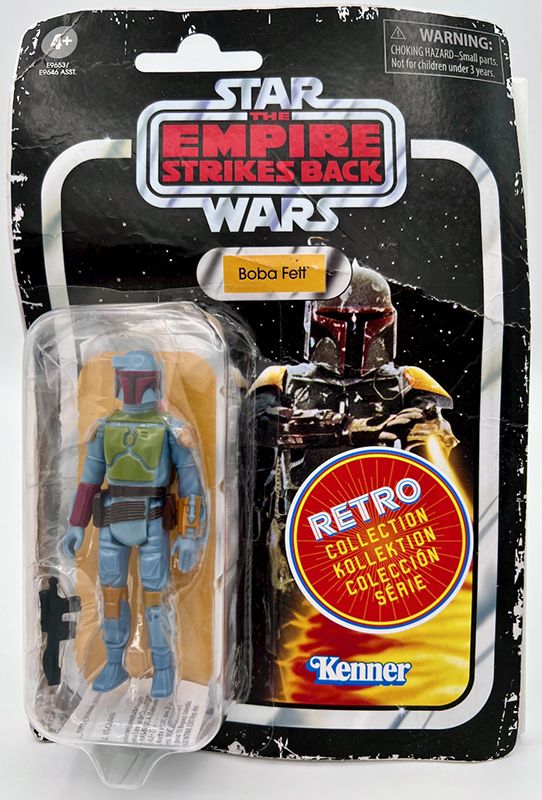 4+
E9653/
E9646 ASST.
⚠ WARNING:
CHOKING HAZARD–Small parts.
Not for children under 3 years.
STAR
THE
EMPIRE
STRIKES BACK
WARS
Boba Fett™
RETRO
COLLECTION
KOLLEKTION
COLECCIÓN
SÉRIE
Kenner